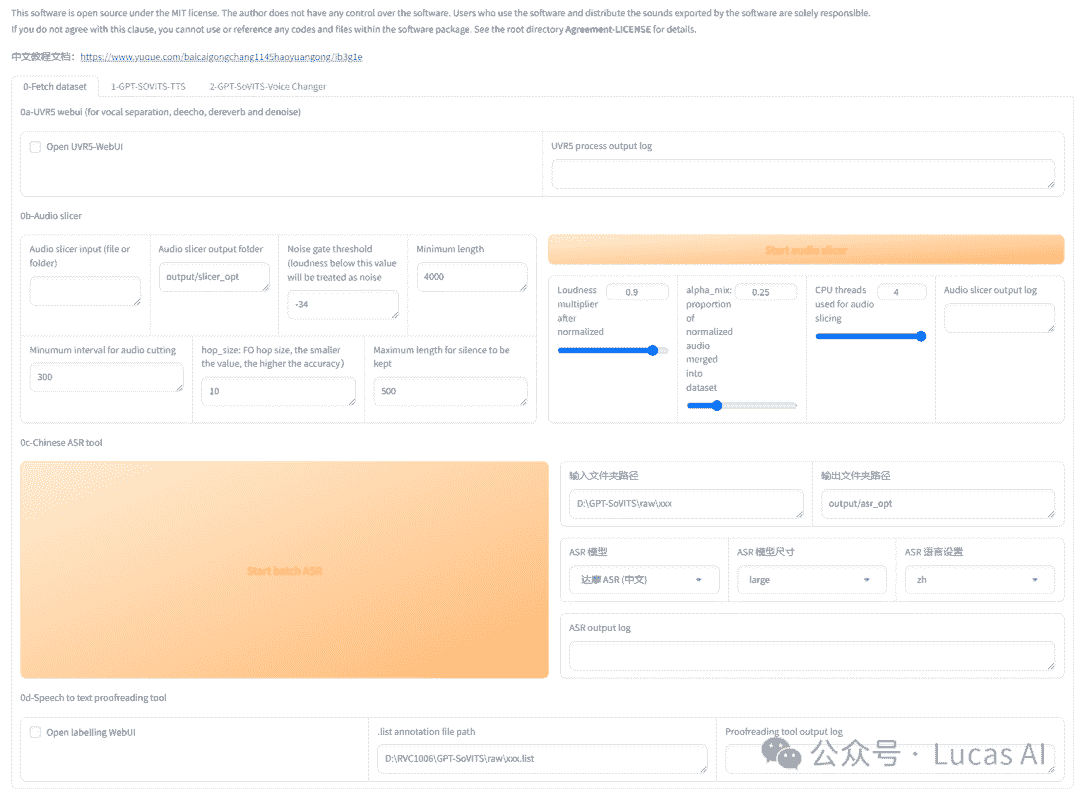 This software is open source under the MIT license. The author does not have any control over the software. Users who use the software and distribute the sounds exported by the software are solely responsible.
If you do not agree with this clause, you cannot use or reference any codes and files within the software package. See the root directory Agreement-LICENSE for details.
中文教程文档：https://www.yuque.com/baicaigongchang1145haoyuangong/ib3g1e
0-Fetch dataset
1-GPT-SOVITS-TTS
2-GPT-SoVITS-Voice Changer
0a-UVR5 webui (for vocal separation, deecho, dereverb and denoise)
Open UVR5-WebUI
UVR5 process output log
0b-Audio slicer
Audio slicer input (file or
folder)
Audio slicer output folder
output/slicer_opt
Noise gate threshold
(loudness below this value
will be treated as noise
-34
Minimum length
4000
Minumum interval for audio cutting
300
hop_size: FO hop size, the smaller
the value, the higher the accuracy）
10
Maximum length for silence to be
kept
500
Start audio slicer
Loudness
multiplier
after
normalized
0.9
alpha_mix:
proportion
of
normalized
audio
merged
into
dataset
0.25
CPU threads
used for audio
slicing
4
Audio slicer output log
0c-Chinese ASR tool
Start batch ASR
输入文件夹路径
D:\GPT-SoVITS\raw\xxx
输出文件夹路径
output/asr_opt
ASR 模型
达摩 ASR (中文)
ASR 模型尺寸
large
ASR 语言设置
zh
ASR output log
0d-Speech to text proofreading tool
Open labelling WebUI
.list annotation file path
D:\RVC1006\GPT-SoVITS\raw\xxx.list
Proofreading tool output log
公众号 · Lucas AI